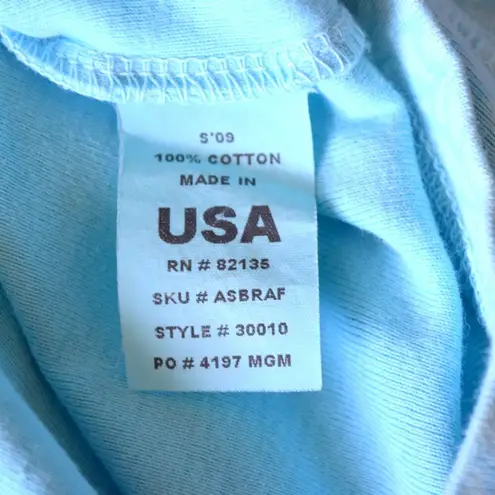 S'09
100% COTTON
MADE IN
USA
RN # 82135
SKU # ASBRAF
STYLE # 30010
PO # 4197 MGM